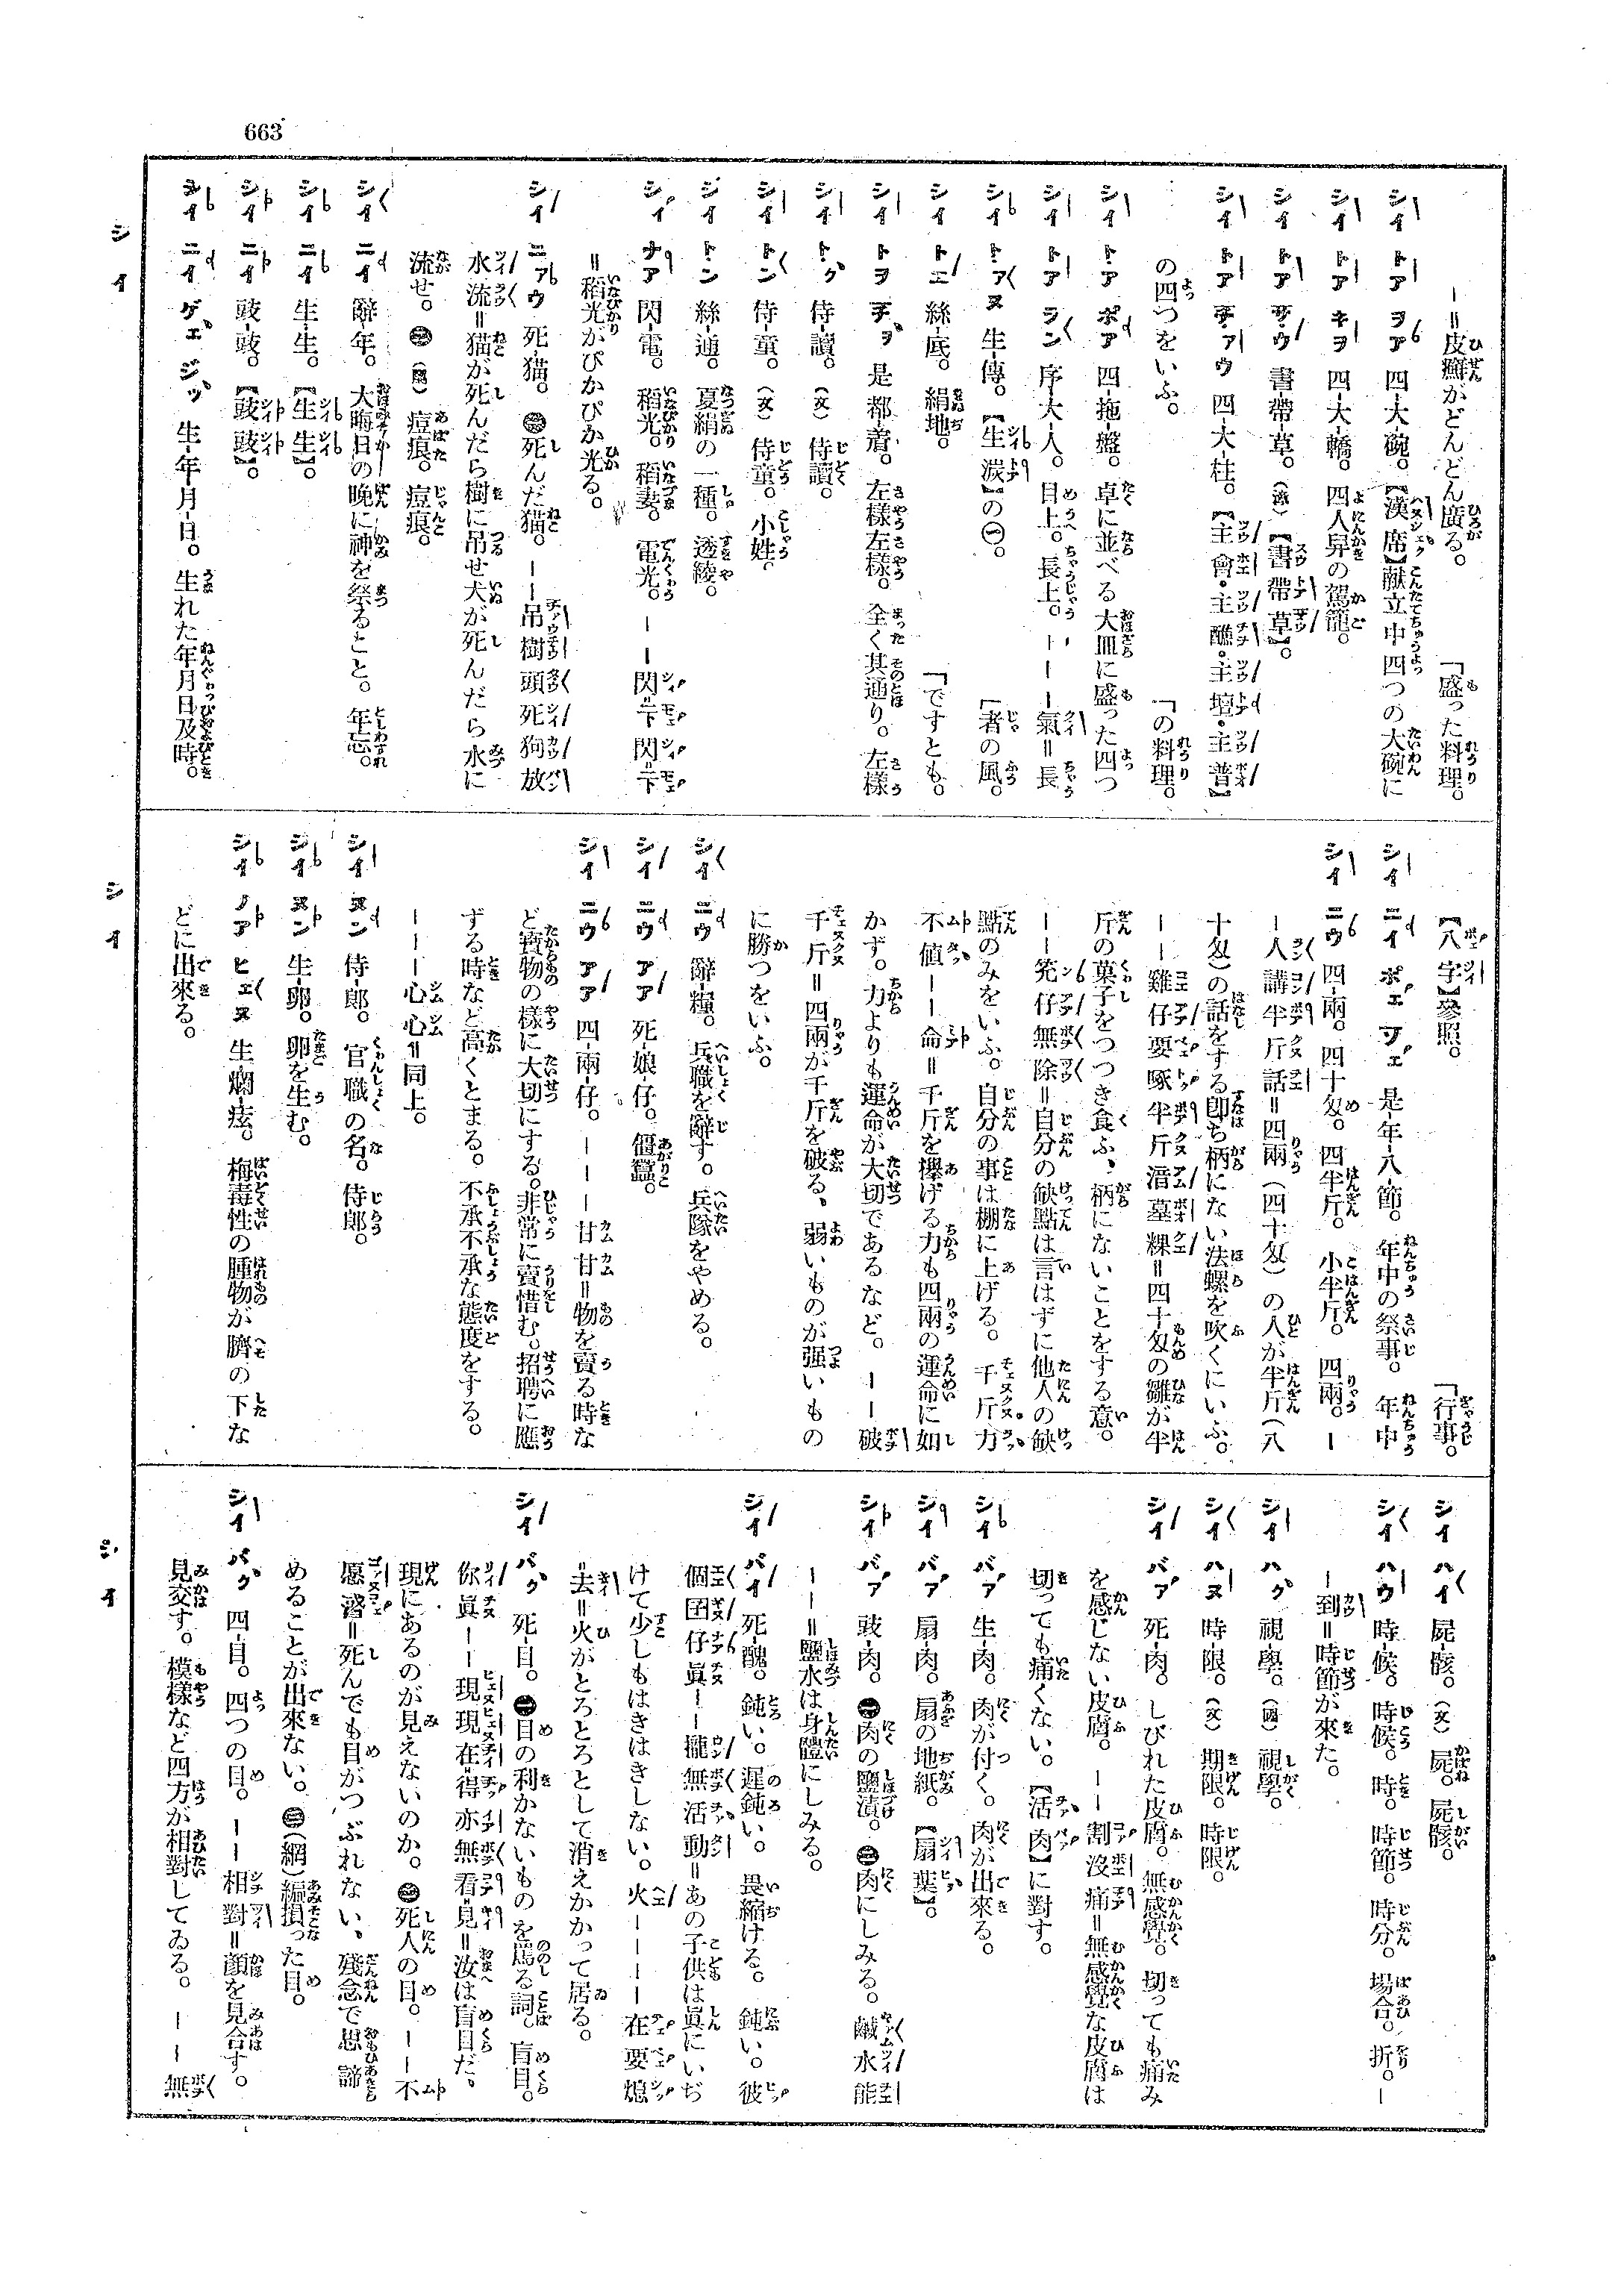 663
ー＝皮癬がどんどん廣る。　「盛った料理。
シイ トア ヲア 四-大-碗。【漢席】献立中四つの大碗に
シイ トア キヲ 四-大-轎。四人舁の駕籠。
シイ トア サウ 書-帶-草。（遊）【書帶草】。
シイ トア チアウ 四-大-柱。【主會・主醮・主壇・主普】
の四つをいふ。　「の料理。
シイ トア ポア 四-拖-盤。卓に並べる大皿に盛った四つ
シイ トア ラン 序-大-人。目上。長上。ーーーー氣＝長
シイ トアヌ 生-傳。【生湠】の㊀。　「者の風。
シイ トエ 絲-底。絹地。　「ですとも。
シイ トヲ チヲ 是-都-着。左樣左樣。全く其通り。左樣
シイ トク 侍-讀。（文）侍讀。
シイ トン 侍-童。（文）侍童。小姓。
シイ トン 絲-通。夏絹の一種。透綾。
シイ ナア 閃-電。稻光。稻妻。電光。ーー閃卞閃卞
＝稻光がぴかぴか光る。
シイ ニアウ 死-猫。㊀死んだ猫。ーー吊樹頭死狗放
水流＝猫が死んだら樹に吊せ犬が死んだら水に
流せ。㊁（罵）痘痕。痘痕。
シイ ニイ 辭-年。大晦日の晩に神を祭ること。年忘。
シイ ニイ 生-生。【生生】。
シイ ニイ 豉-豉。【豉豉】。
シイ ニイ ゲエ ジツ 生-年-月-日。生れた年月日及時。
シイ
【八字】參照。　「行事。
シイ ニイ ポエ ツエ 是-年-八-節。年中の祭事。年中
シイ ニウ 四-兩。四十匁。四半斤。小半斤。四兩。ー
ー人講半斤話＝四兩（四十匁）の人が半斤（八
十匁）の話をする卽ち柄にない法螺を吹くにいふ。
ーー雞仔要啄半斤湆墓粿＝四十匁の雛が半
斤の菓子をつつき食ふ、柄にないことをする意。
ーー筅仔無除＝自分の缺點は言はずに他人の缺
點のみをいふ。自分の事は棚に上げる。千斤力
不値ーー命＝千斤を擧げる力も四兩の運命に如
かず。力よりも運命が大切であるなど。ーー破
千斤＝四兩が千斤を破る、弱いものが强いもの
に勝つをいふ。
シイ ニウ 辭-糧。兵職を辭す。兵隊をやめる。
シイ ニウ アア 死-娘-仔。僵蠶。
シイ ニウ アア 四-兩-仔。ーーー甘甘＝物を賣る時な
ど寶物の樣に大切にする。非常に賣惜む。招聘に應
ずる時など高くとまる。不承不承な態度をする。
ーーー心心＝同上。
シイ ヌン 侍-郎。官職の名。侍郎。
シイ ヌン 生-卵。卵を生む。
シイ ノア ヒエヌ 生-爛-痃。梅毒性の腫物が臍の下な
どに出來る。
シイ
シイ ハイ 屍-骸。（文）屍。屍骸。
シイ ハウ 時-候。時候。時。時節。時分。場合。折。ー
ー到＝時節が來た。
シイ ハク 視-學。（國）視學。
シイ ハヌ 時-限。（文）期限。時限。
シイ バア 死-肉。しびれた皮膚。無感覺。切っても痛み
を感じない皮膚。ーー割沒痛＝無感覺な皮膚は
切っても痛くない。【活肉】に對す。
シイ バア 生-肉。肉が付く。肉が出來る。
シイ バア 扇-肉。扇の地紙。【扇葉】。
シイ バア 豉-肉。㊀肉の鹽漬。㊁肉にしみる。鹹水能
ーー＝鹽水は身體にしみる。
シイ バイ 死-醜。鈍い。遲鈍い。畏縮ける。鈍い。彼
個囝仔眞ーー攏無活動＝あの子供は眞にいぢ
けて少しもはきはきしない。火ーーーー在要熄
去＝火がとろとろとして消えかかって居る。
シイ バク 死-目。㊀目の利かないものを罵る詞。盲目。
你眞ーー現現在得亦無看見＝汝は盲目だ、
現にあるのが見えないのか。㊁死人の目。ーー不
愿＝死んでも目がつぶれない、殘念で思諦
めることが出來ない。㊂（網）編損った目。
シイ バク 四-目。四つの目。ーー相對＝顔を見合す。
見交す。模樣など四方が相對してゐる。ーー無
シイ